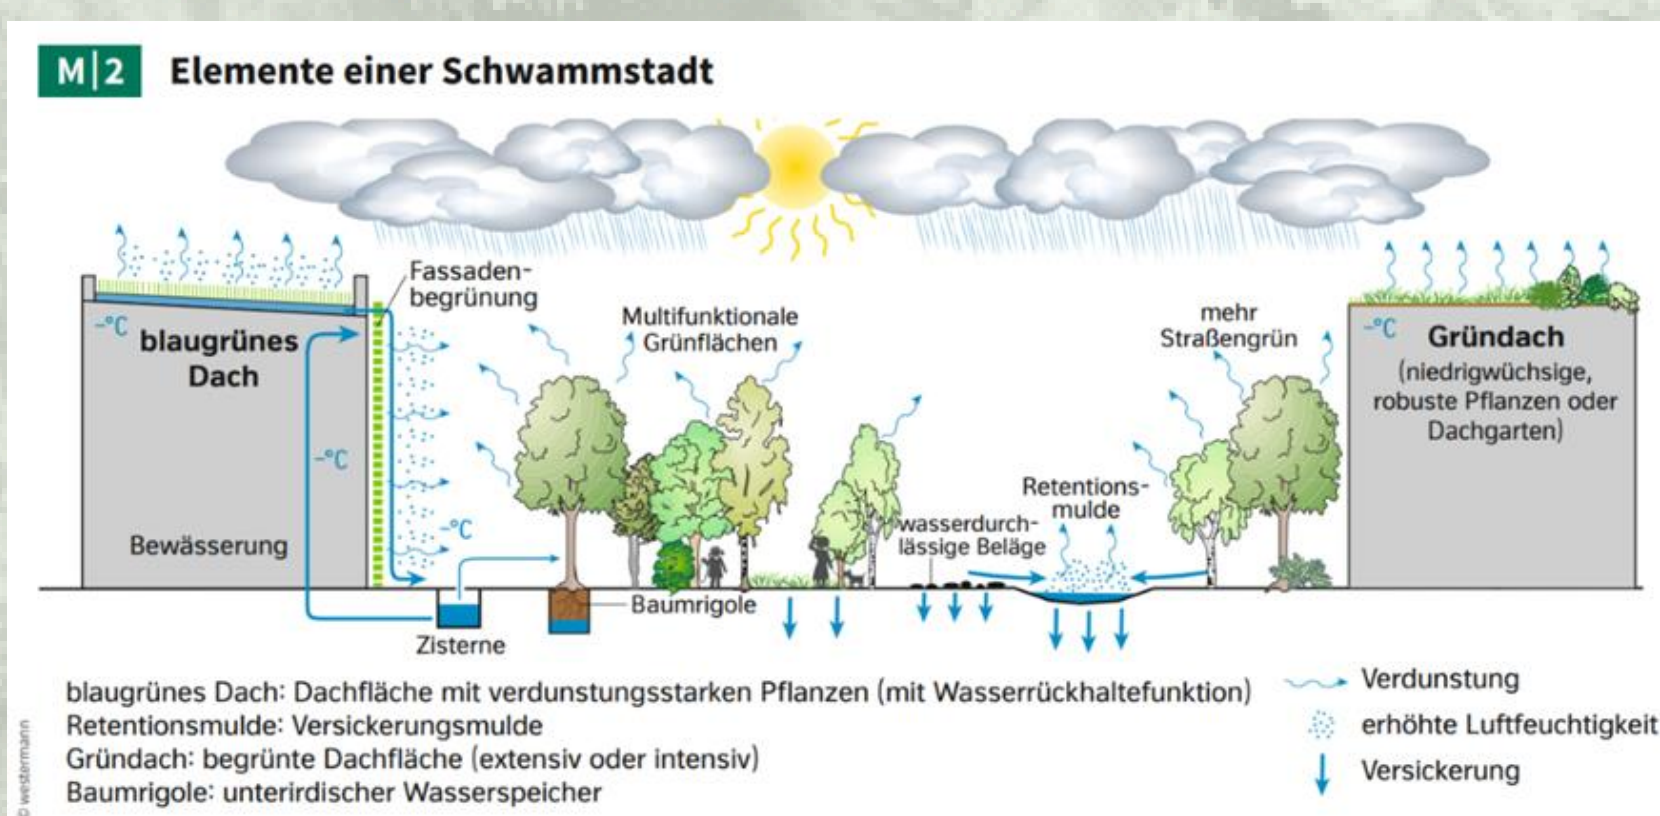 M|2 Elemente einer Schwammstadt
Fassaden-
begrünung
-°C
blaugrünes
Dach
-°C
Bewässerung
-°C
Zisterne
Baumrigole
Multifunktionale
Grünflächen
wasserdurch-
lässige Beläge
Retentions-
mulde
mehr
Straßengrün
-°C
Gründach
(niedrigwüchsige,
robuste Pflanzen oder
Dachgarten)
blaugrünes Dach: Dachfläche mit verdunstungsstarken Pflanzen (mit Wasserrückhaltefunktion)
Retentionsmulde: Versickerungsmulde
Gründach: begrünte Dachfläche (extensiv oder intensiv)
Baumrigole: unterirdischer Wasserspeicher
Verdunstung
erhöhte Luftfeuchtigkeit
Versickerung
© westermann